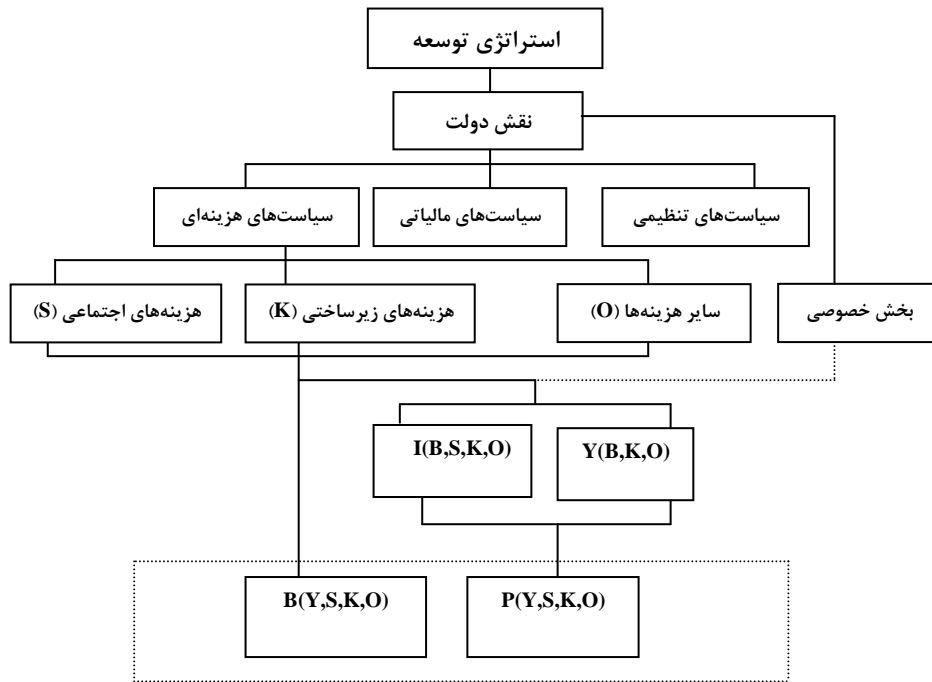 استراتژی توسعه
نقش دولت
سیاست‌های تنظیمی
سیاست‌های مالیاتی
سیاست‌های هزینه‌ای
بخش خصوصی
سایر هزینه‌ها (O)
هزینه‌های زیرساختی (K)
هزینه‌های اجتماعی (S)
I(B,S,K,O)
Y(B,K,O)
B(Y,S,K,O)
P(Y,S,K,O)